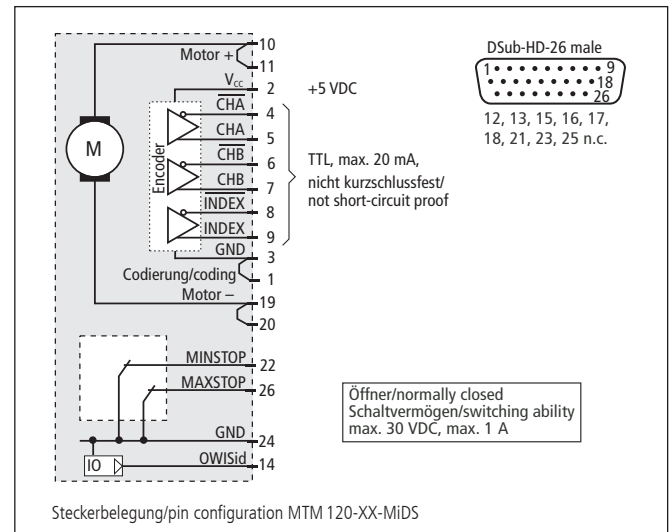 Motor +
10
11
VCC
2
+5 VDC
CHA
4
CHA
5
CHB
6
CHB
7
INDEX
8
INDEX
9
GND
3
Codierung/coding
1
Motor –
19
20
M
Encoder
TTL, max. 20 mA,
nicht kurzschlussfest/
not short-circuit proof
DSub-HD-26 male
1
9
18
26
12, 13, 15, 16, 17,
18, 21, 23, 25 n.c.
MINSTOP
22
MAXSTOP
26
GND
24
IO
OWISid
14
Öffner/normally closed
Schaltvermögen/switching ability
max. 30 VDC, max. 1 A
Steckerbelegung/pin configuration MTM 120-XX-MiDS